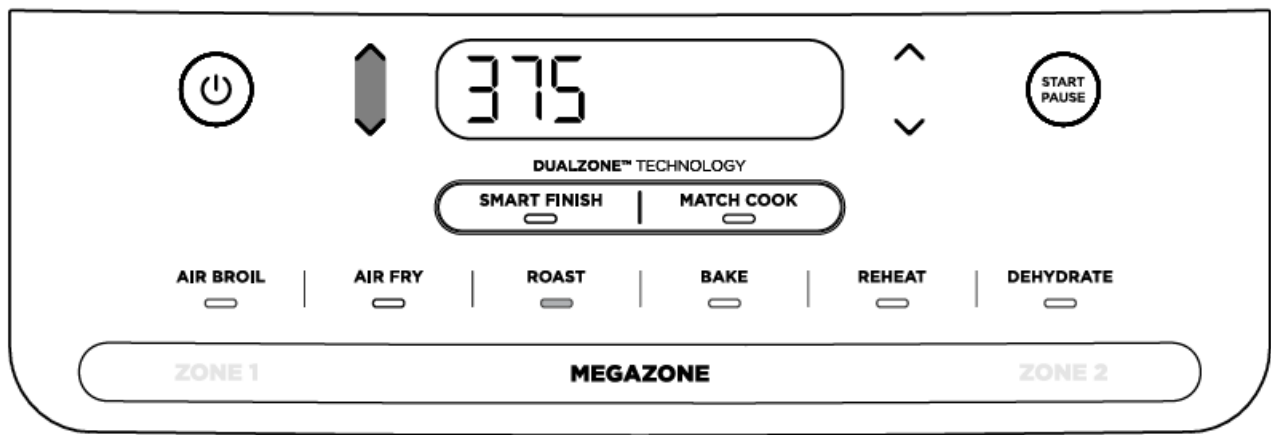 375
START
PAUSE
DUALZONE™ TECHNOLOGY
SMART FINISH | MATCH COOK
AIR BROIL | AIR FRY | ROAST | BAKE | REHEAT | DEHYDRATE
ZONE 1 MEGAZONE ZONE 2